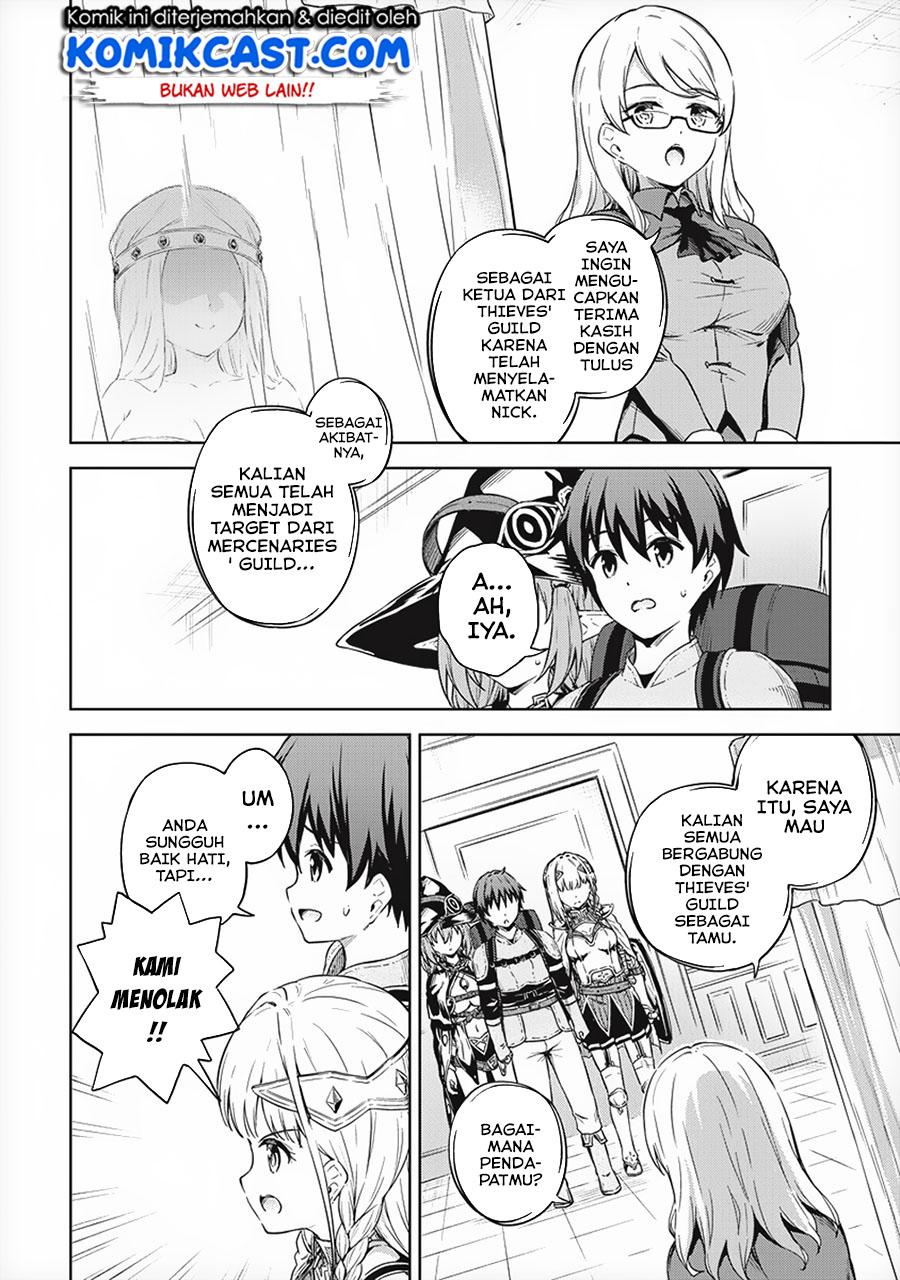 Komik ini diterjemahkan & diedit oleh
KOMIKCAST.COM
BUKAN WEB LAIN!!
SAYA
INGIN
MENGU-
CAPKAN
TERIMA
KASIH
DENGAN
TULUS
SEBAGAI
KETUA DARI
THIEVES'
GUILD
KARENA
TELAH
MENYELA-
MATKAN
NICK.
SEBAGAI
AKIBAT-
NYA,
KALIAN
SEMUA TELAH
MENJADI
TARGET DARI
MERCENARIES
' GUILD...
A...
AH,
IYA.
KARENA
ITU, SAYA
MAU
KALIAN
SEMUA
BERGABUNG
DENGAN
THIEVES'
GUILD
SEBAGAI
TAMU.
BAGAI-
MANA
PENDA-
PATMU?
UM
...
ANDA
SUNGGUH
BAIK HATI,
TAPI...
KAMI
MENOLAK
!!